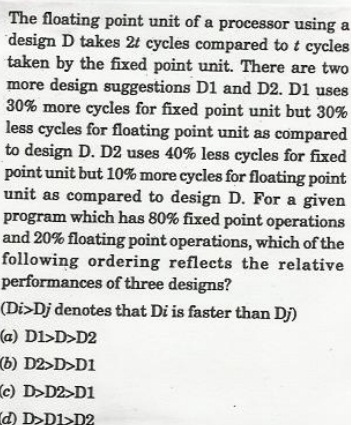 The floating point unit of a processor using a
design D takes 2t cycles compared to t cycles
taken by the fixed point unit. There are two
more design suggestions D1 and D2. D1 uses
30% more cycles for fixed point unit but 30%
less cycles for floating point unit as compared
to design D. D2 uses 40% less cycles for fixed
point unit but 10% more cycles for floating point
unit as compared to design D. For a given
program which has 80% fixed point operations
and 20% floating point operations, which of the
following ordering reflects the relative
performances of three designs?
(Di>Dj denotes that Di is faster than Dj)
(a) D1>D>D2
(b) D2>D>D1
(c) D>D2>D1
(d) D>D1>D2